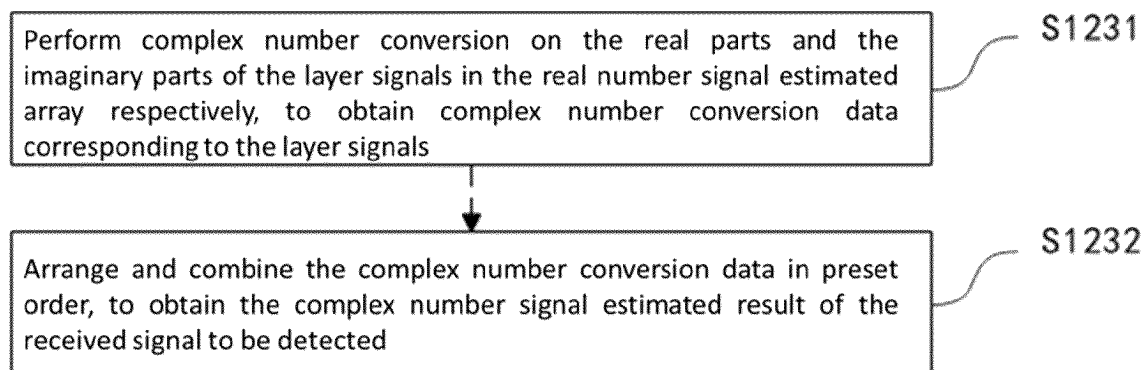 Perform complex number conversion on the real parts and the
imaginary parts of the layer signals in the real number signal estimated
array respectively, to obtain complex number conversion data
corresponding to the layer signals
S1231
Arrange and combine the complex number conversion data in preset
order, to obtain the complex number signal estimated result of the
received signal to be detected
S1232